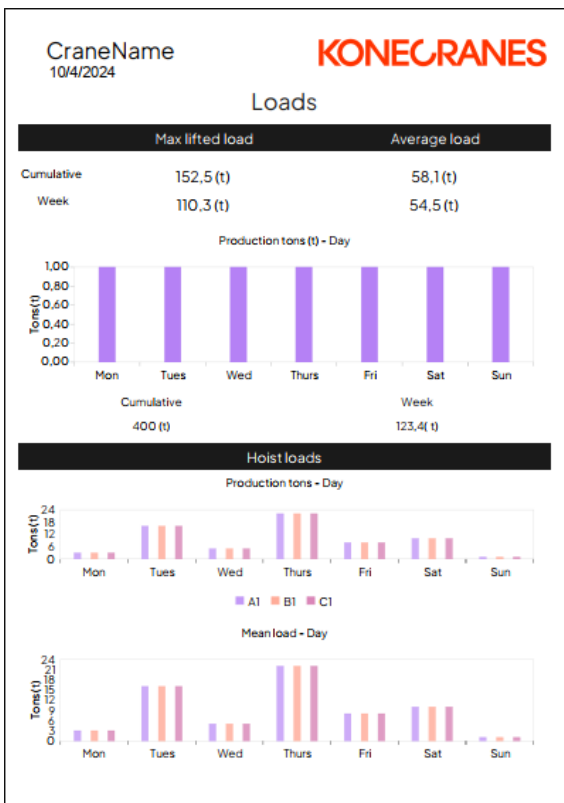 CraneName
KONECRANES
10/4/2024
Loads
Max lifted load Average load
Cumulative 152,5 (t) 58,1 (t)
Week 110,3 (t) 54,5 (t)
Production tons (t) - Day
Tons(t)
1,00
0,80
0,60
0,40
0,20
0,00
Mon Tues Wed Thurs Fri Sat Sun
Cumulative Week
400 (t) 123,4( t)
Hoist loads
Production tons - Day
Tons(t)
24
18
12
6
0
Mon Tues Wed Thurs Fri Sat Sun
A1 B1 C1
Mean load - Day
Tons(t)
24
21
18
15
12
9
6
3
0
Mon Tues Wed Thurs Fri Sat Sun